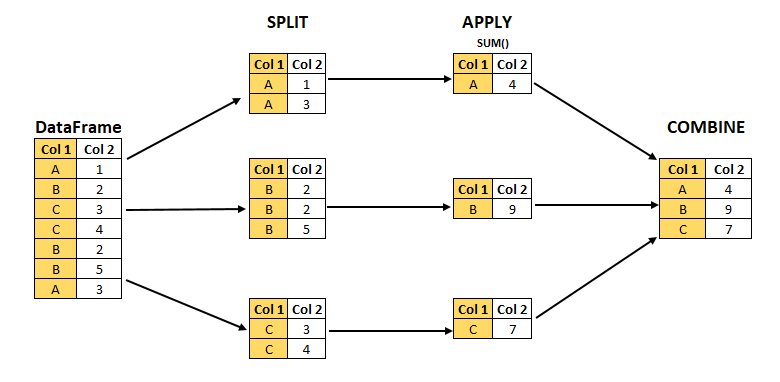 SPLIT
APPLY
SUM()
Col 1 Col 2
A 1
A 3
Col 1 Col 2
A 4
DataFrame
Col 1 Col 2
A 1
B 2
C 3
C 4
B 2
B 5
A 3
Col 1 Col 2
B 2
B 2
B 5
Col 1 Col 2
B 9
COMBINE
Col 1 Col 2
A 4
B 9
C 7
Col 1 Col 2
C 3
C 4
Col 1 Col 2
C 7